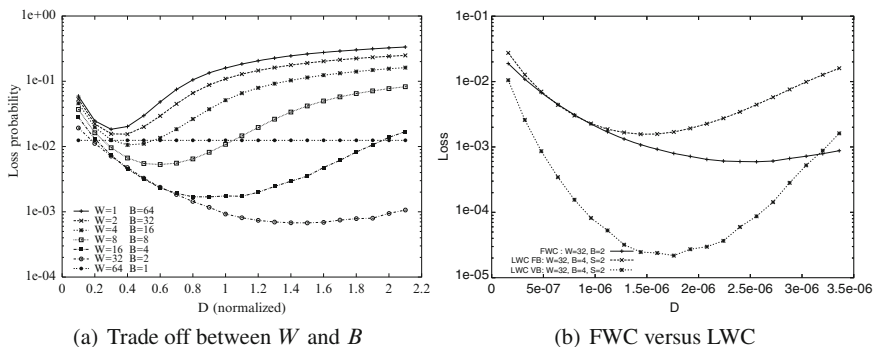 1e+00
1e-01
1e-02
1e-03
1e-04
Loss probability
W=1 B=64
W=2 B=32
W=4 B=16
W=8 B=8
W=16 B=4
W=32 B=2
W=64 B=1
0 0.2 0.4 0.6 0.8 1 1.2 1.4 1.6 1.8 2 2.2
D (normalized)
(a) Trade off between W and B
1e-01
1e-02
1e-03
1e-04
1e-05
Loss
FWC : W=32, B=2
LWC FB: W=32, B=4, S=2
LWC VB: W=32, B=4, S=2
0 5e-07 1e-06 1.5e-06 2e-06 2.5e-06 3e-06 3.5e-06
D
(b) FWC versus LWC